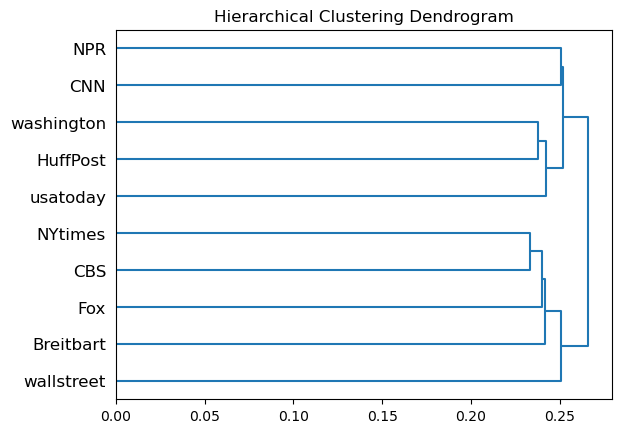 Hierarchical Clustering Dendrogram
NPR
CNN
washington
HuffPost
usatoday
NYtimes
CBS
Fox
Breitbart
wallstreet
0.00 0.05 0.10 0.15 0.20 0.25